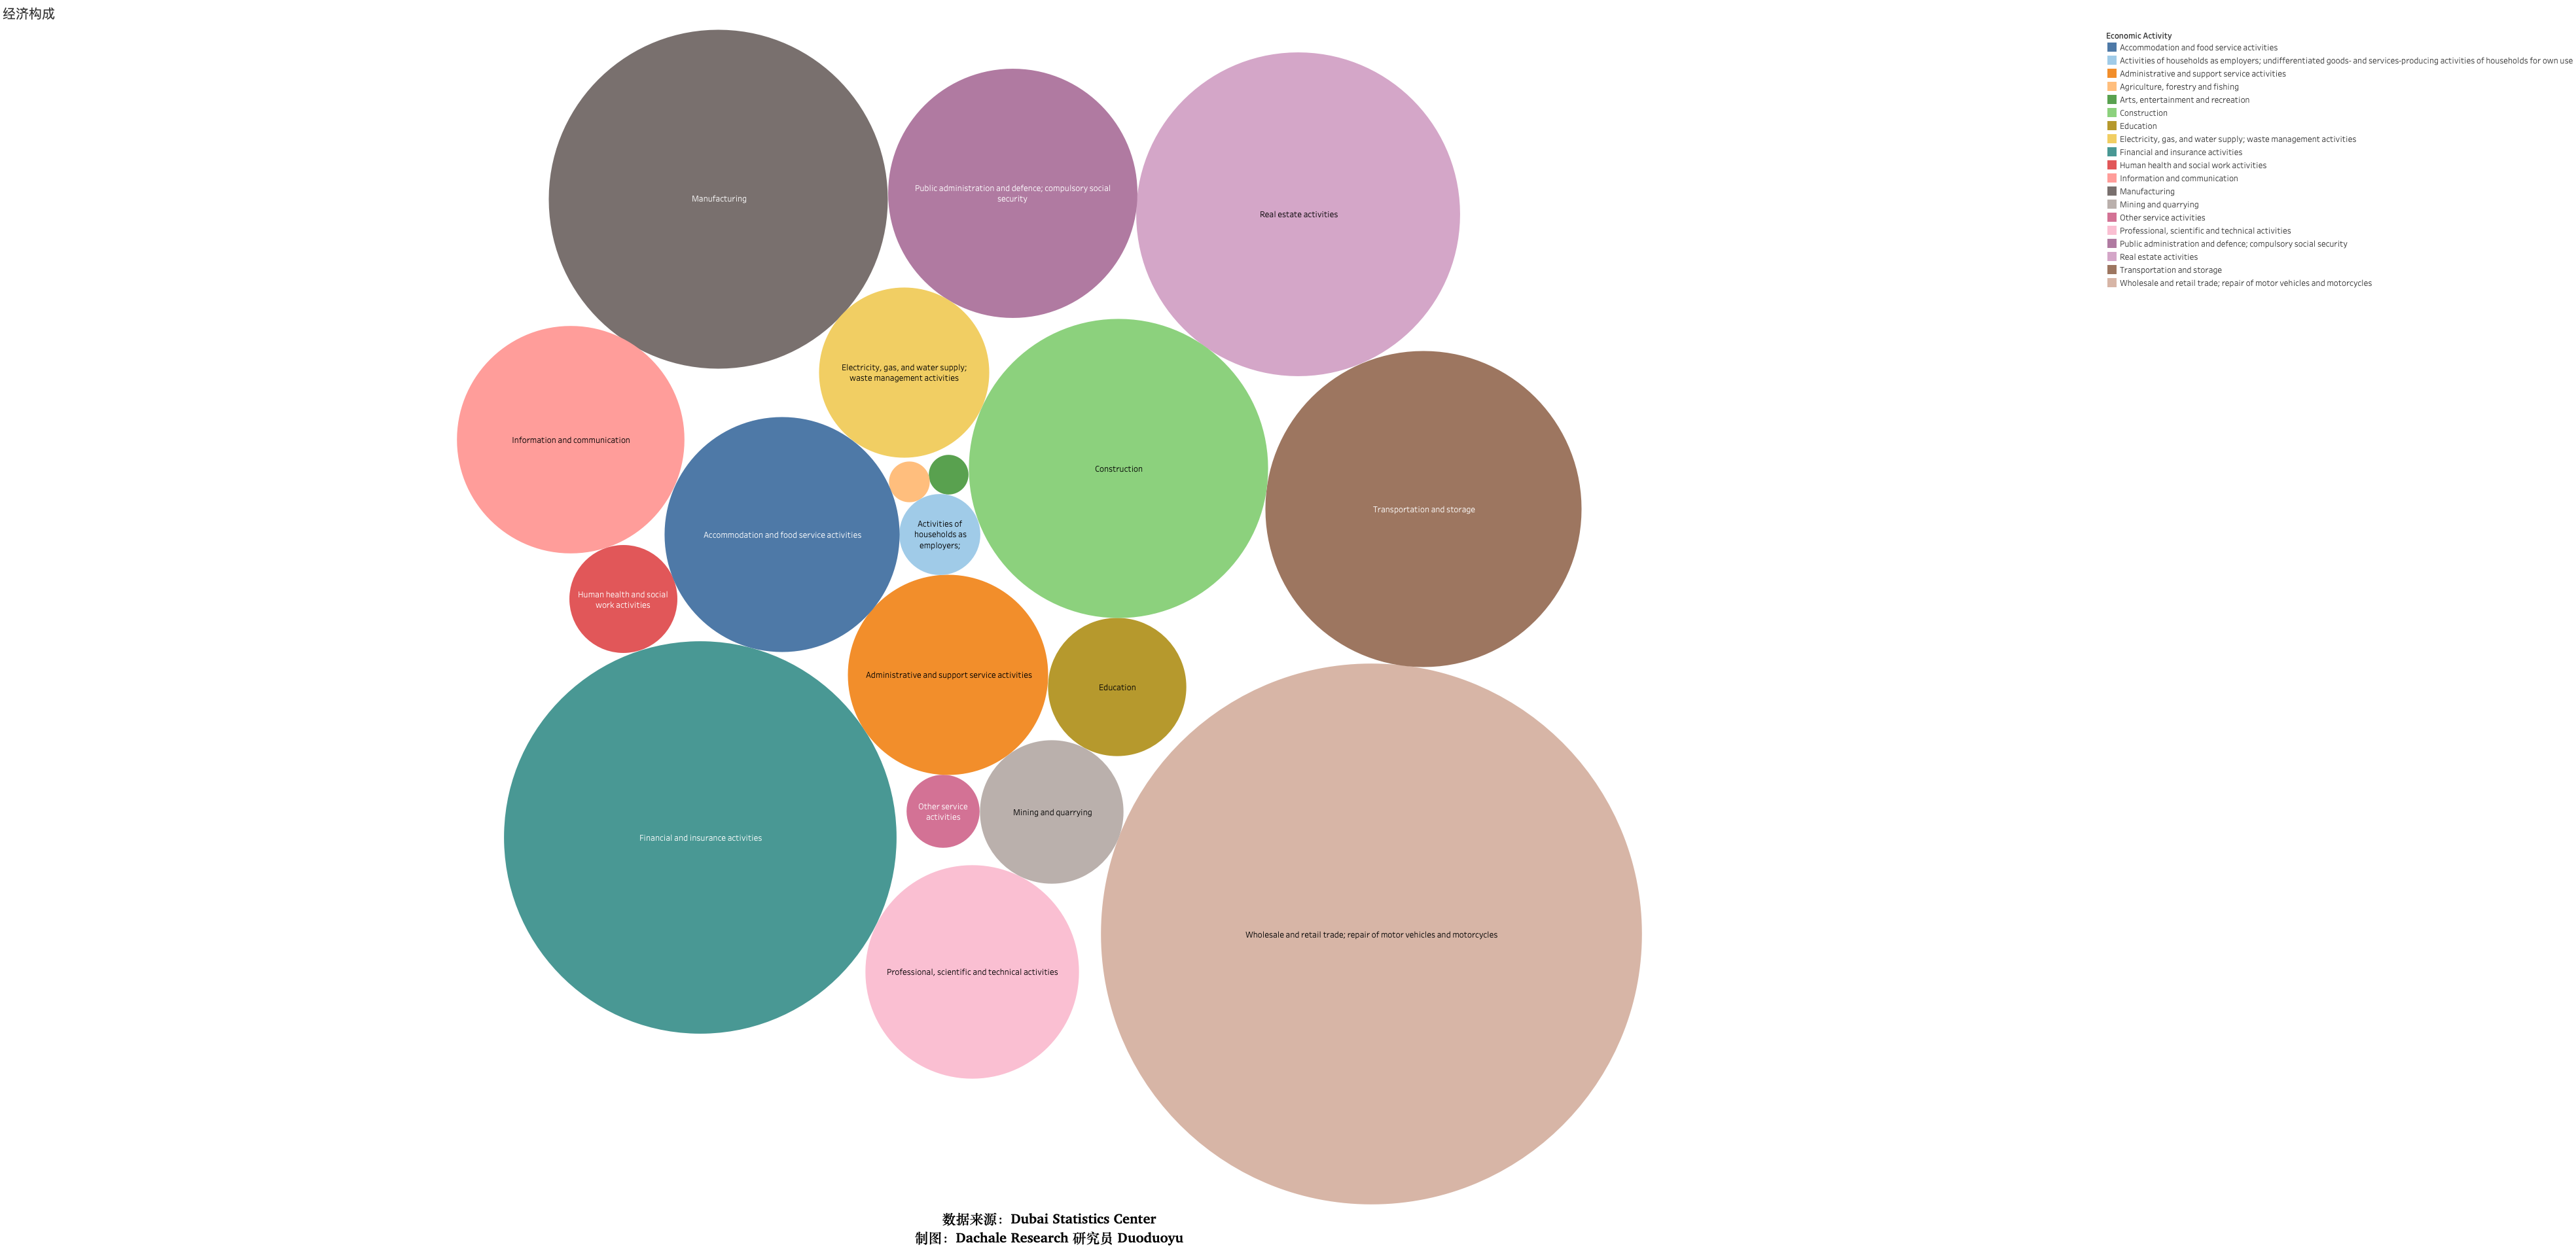 经济构成
Manufacturing
Public administration and defence; compulsory social
security
Real estate activities
Electricity, gas, and water supply;
waste management activities
Information and communication
Construction
Transportation and storage
Accommodation and food service activities
Activities of
households as
employers;
Human health and social
work activities
Administrative and support service activities
Education
Other service
activities
Mining and quarrying
Financial and insurance activities
Wholesale and retail trade; repair of motor vehicles and motorcycles
Professional, scientific and technical activities
Economic Activity
Accommodation and food service activities
Activities of households as employers; undifferentiated goods- and services-producing activities of households for own use
Administrative and support service activities
Agriculture, forestry and fishing
Arts, entertainment and recreation
Construction
Education
Electricity, gas, and water supply; waste management activities
Financial and insurance activities
Human health and social work activities
Information and communication
Manufacturing
Mining and quarrying
Other service activities
Professional, scientific and technical activities
Public administration and defence; compulsory social security
Real estate activities
Transportation and storage
Wholesale and retail trade; repair of motor vehicles and motorcycles
数据来源：Dubai Statistics Center
制图：Dachale Research 研究员 Duoduoyu